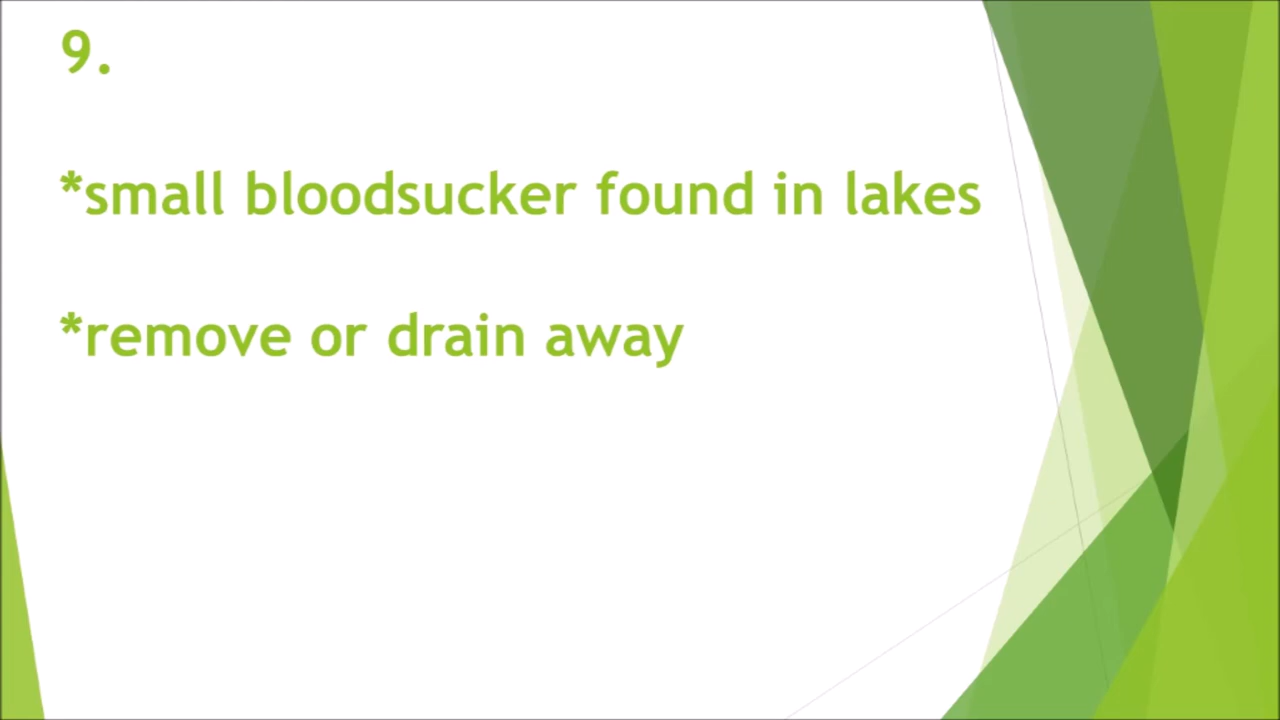 9.
*small bloodsucker found in lakes
*remove or drain away